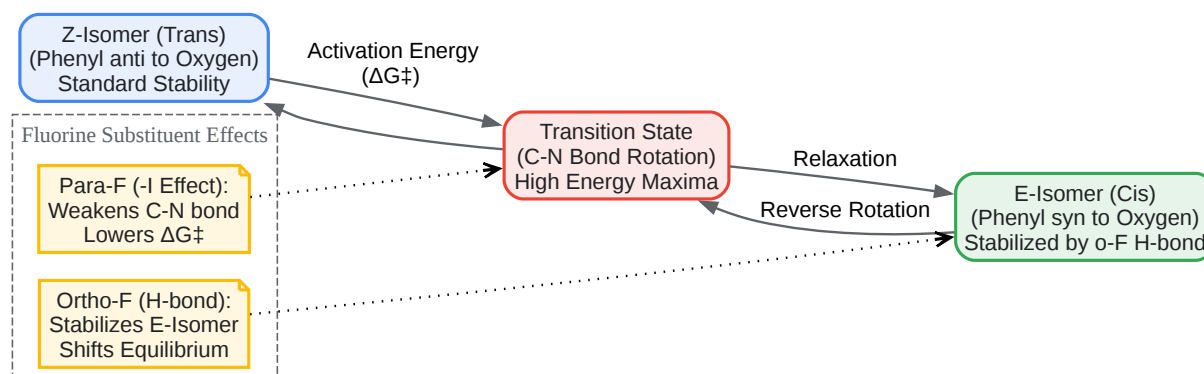 Z-Isomer (Trans)
(Phenyl anti to Oxygen)
Standard Stability
Activation Energy
(ΔG‡)
Fluorine Substituent Effects
Para-F (-I Effect):
Weakens C-N bond
Lowers ΔG‡
Ortho-F (H-bond):
Stabilizes E-Isomer
Shifts Equilibrium
Transition State
(C-N Bond Rotation)
High Energy Maxima
Relaxation
Reverse Rotation
E-Isomer (Cis)
(Phenyl syn to Oxygen)
Stabilized by o-F H-bond